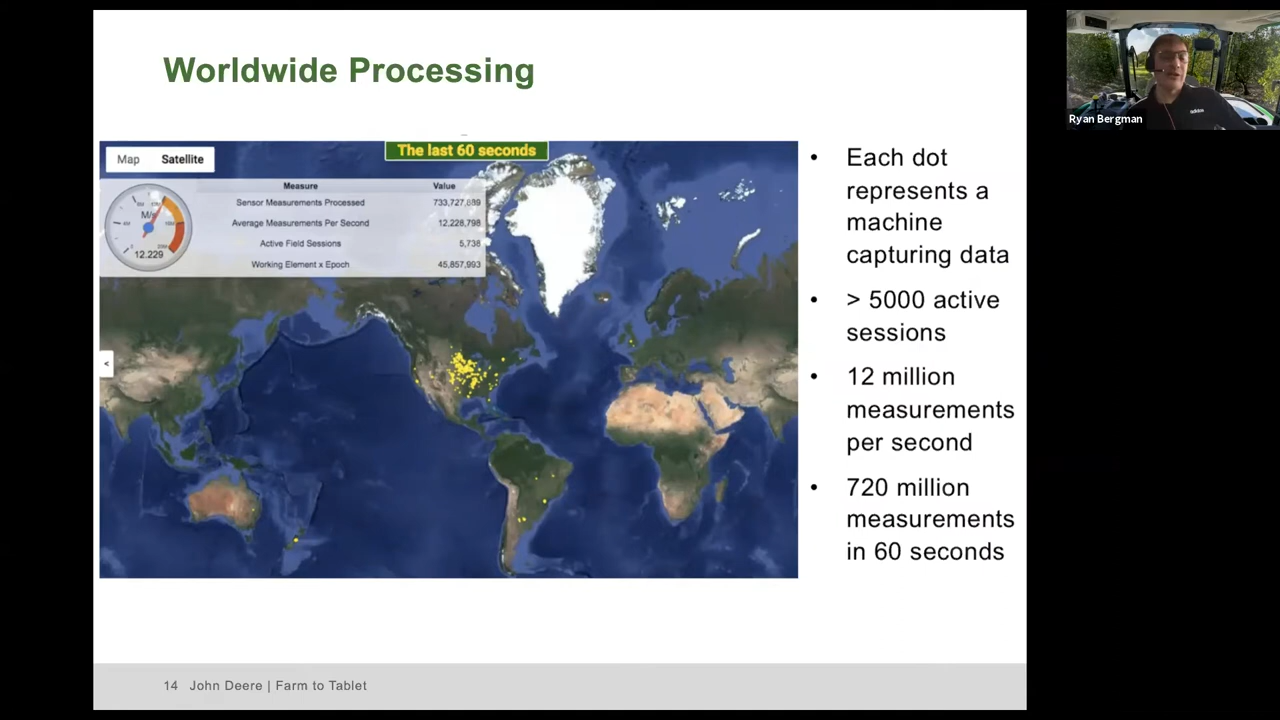 Worldwide Processing
Ryan Bergman
Map Satellite
The last 60 seconds
Measure Value
Sensor Measurements Processed 733,727,889
Average Measurements Per Second 12,228,798
Active Field Sessions 5,738
Working Element x Epoch 45,857,993
M/s
12.229
<
• Each dot
represents a
machine
capturing data
• > 5000 active
sessions
• 12 million
measurements
per second
• 720 million
measurements
in 60 seconds
14 John Deere | Farm to Tablet